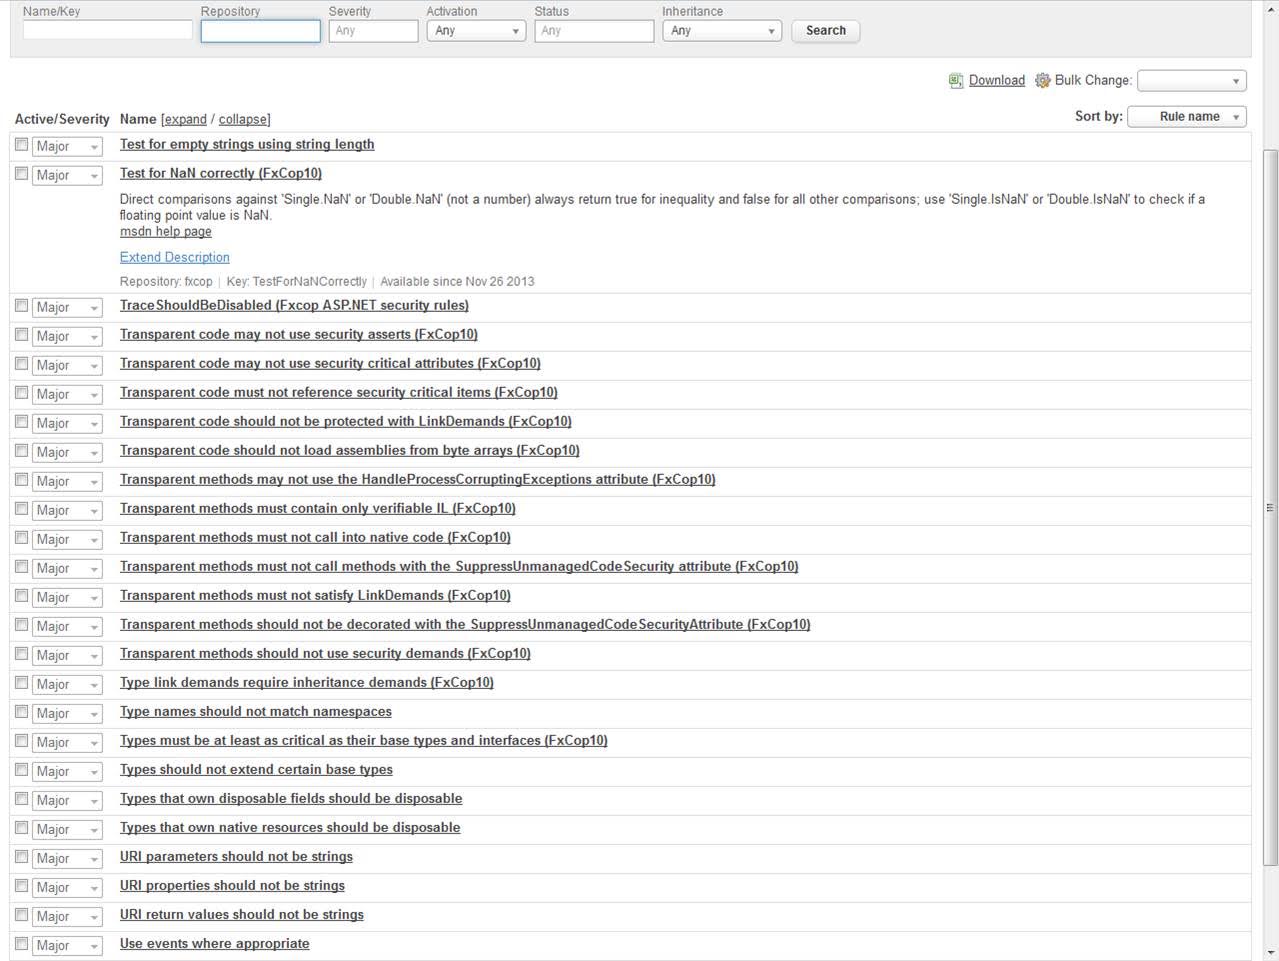 Name/Key Repository Severity Activation Status Inheritance
Any Any Any Any Search
Download Bulk Change:
Active/Severity Name [expand / collapse] Sort by: Rule name
Major Test for empty strings using string length
Major Test for NaN correctly (FxCop10)
Direct comparisons against 'Single.NaN' or 'Double.NaN' (not a number) always return true for inequality and false for all other comparisons; use 'Single.IsNaN' or 'Double.IsNaN' to check if a
floating point value is NaN.
msdn help page
Extend Description
Repository: fxcop | Key: TestForNaNCorrectly | Available since Nov 26 2013
Major TraceShouldBeDisabled (Fxcop ASP.NET security rules)
Major Transparent code may not use security asserts (FxCop10)
Major Transparent code may not use security critical attributes (FxCop10)
Major Transparent code must not reference security critical items (FxCop10)
Major Transparent code should not be protected with LinkDemands (FxCop10)
Major Transparent code should not load assemblies from byte arrays (FxCop10)
Major Transparent methods may not use the HandleProcessCorruptingExceptions attribute (FxCop10)
Major Transparent methods must contain only verifiable IL (FxCop10)
Major Transparent methods must not call into native code (FxCop10)
Major Transparent methods must not call methods with the SuppressUnmanagedCodeSecurity attribute (FxCop10)
Major Transparent methods must not satisfy LinkDemands (FxCop10)
Major Transparent methods should not be decorated with the SuppressUnmanagedCodeSecurityAttribute (FxCop10)
Major Transparent methods should not use security demands (FxCop10)
Major Type link demands require inheritance demands (FxCop10)
Major Type names should not match namespaces
Major Types must be at least as critical as their base types and interfaces (FxCop10)
Major Types should not extend certain base types
Major Types that own disposable fields should be disposable
Major Types that own native resources should be disposable
Major URI parameters should not be strings
Major URI properties should not be strings
Major URI return values should not be strings
Major Use events where appropriate